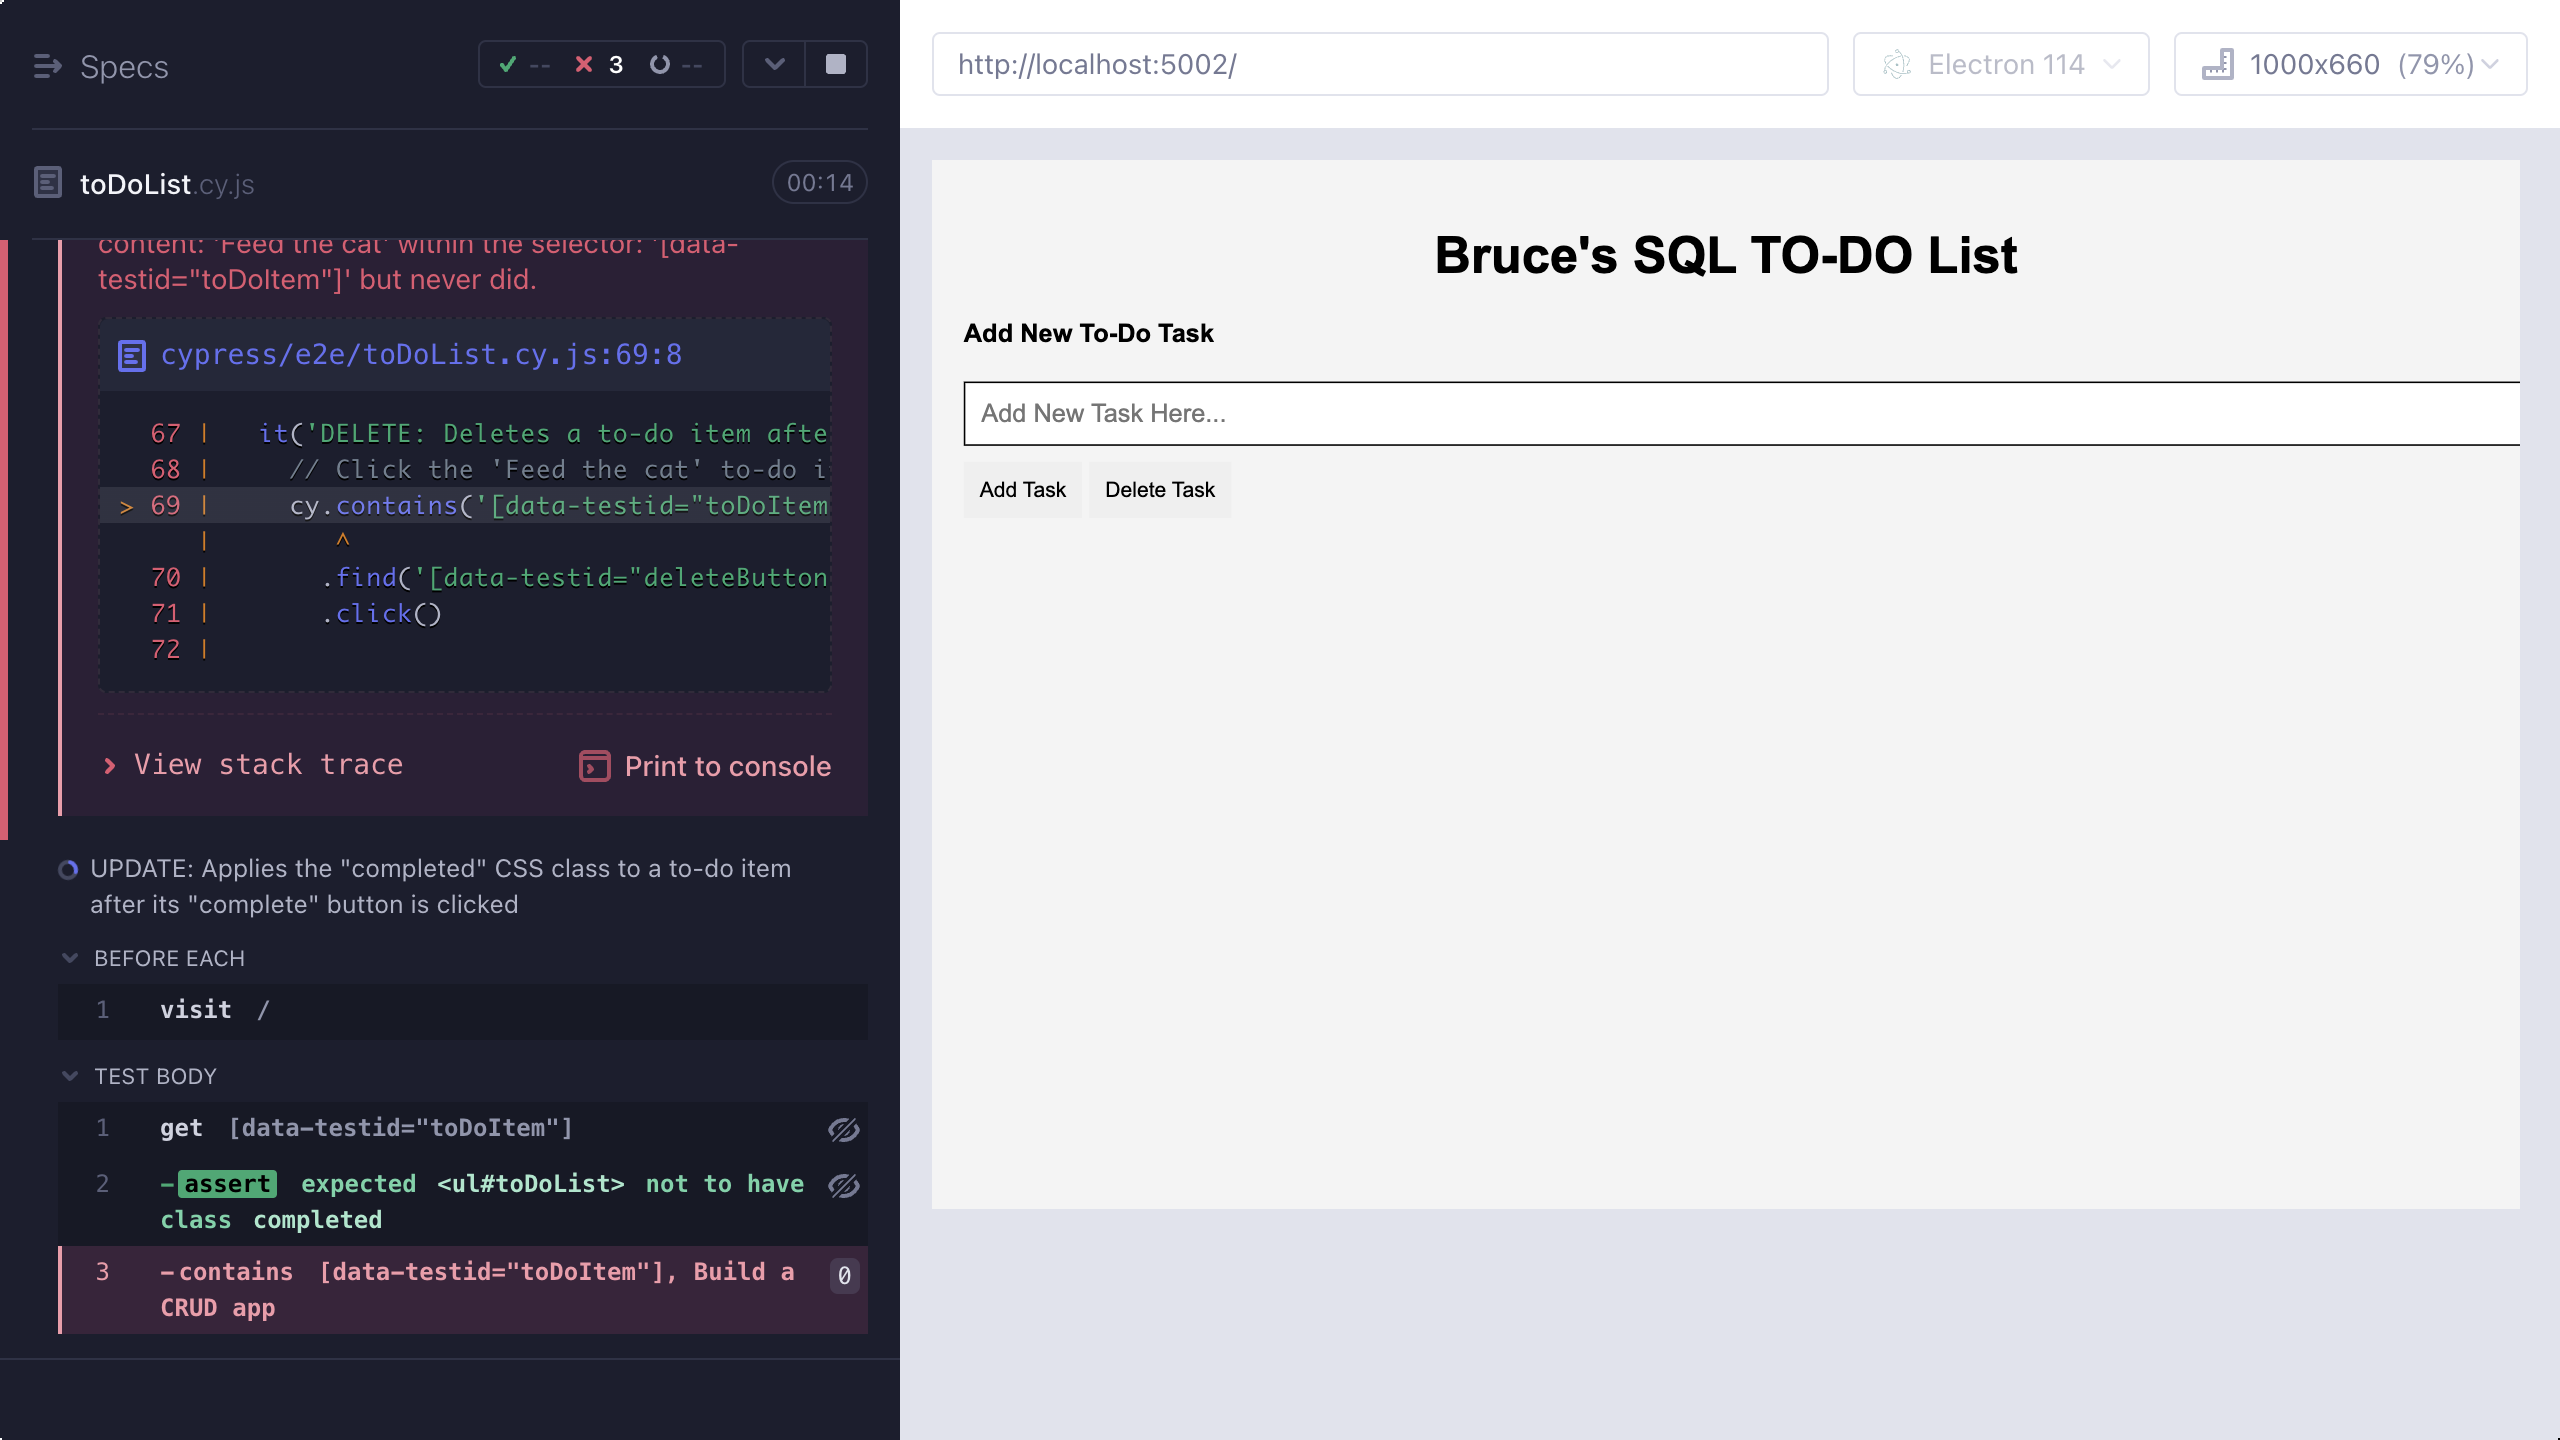 Specs
-- 3 --
toDoList.cy.js
00:14
content: 'Feed the cat' within the selector: '[data-
testid="toDoItem"]' but never did.
cypress/e2e/toDoList.cy.js:69:8
67 | it('DELETE: Deletes a to-do item afte
68 | // Click the 'Feed the cat' to-do i
> 69 | cy.contains('[data-testid="toDoItem
| ^
70 | .find('[data-testid="deleteButton
71 | .click()
72 |
View stack trace
Print to console
UPDATE: Applies the "completed" CSS class to a to-do item
after its "complete" button is clicked
BEFORE EACH
1 visit /
TEST BODY
1 get [data-testid="toDoItem"]
2 -assert expected <ul#toDoList> not to have
class completed
3 -contains [data-testid="toDoItem"], Build a
CRUD app
0
http://localhost:5002/
Electron 114
1000x660 (79%)
Bruce's SQL TO-DO List
Add New To-Do Task
Add New Task Here...
Add Task
Delete Task